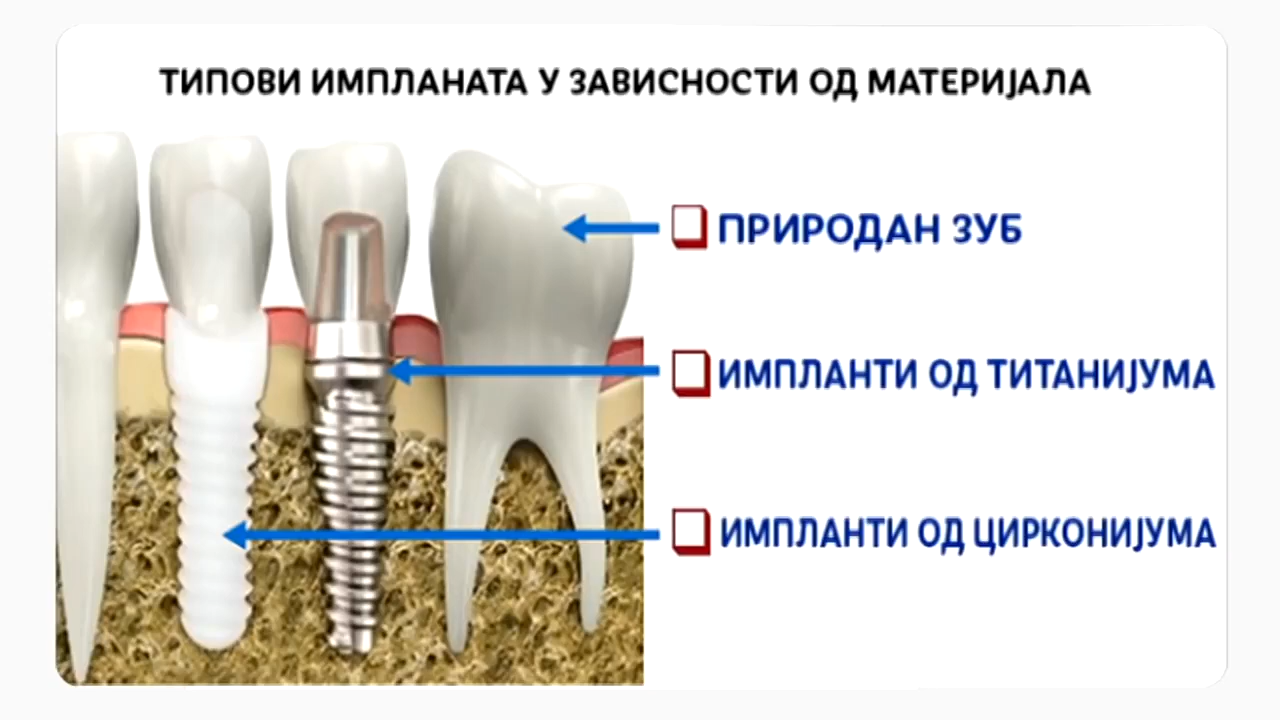 ТИПОВИ ИМПЛАНАТА У ЗАВИСНОСТИ ОД МАТЕРИЈАЛА
ПРИРОДАН ЗУБ
ИМПЛАНТИ ОД ТИТАНИЈУМА
ИМПЛАНТИ ОД ЦИРКОНИЈУМА